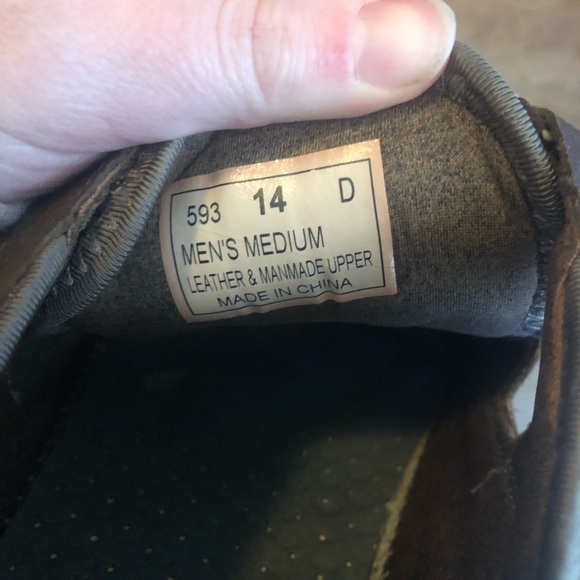 593 14 D
MEN'S MEDIUM
LEATHER & MANMADE UPPER
MADE IN CHINA